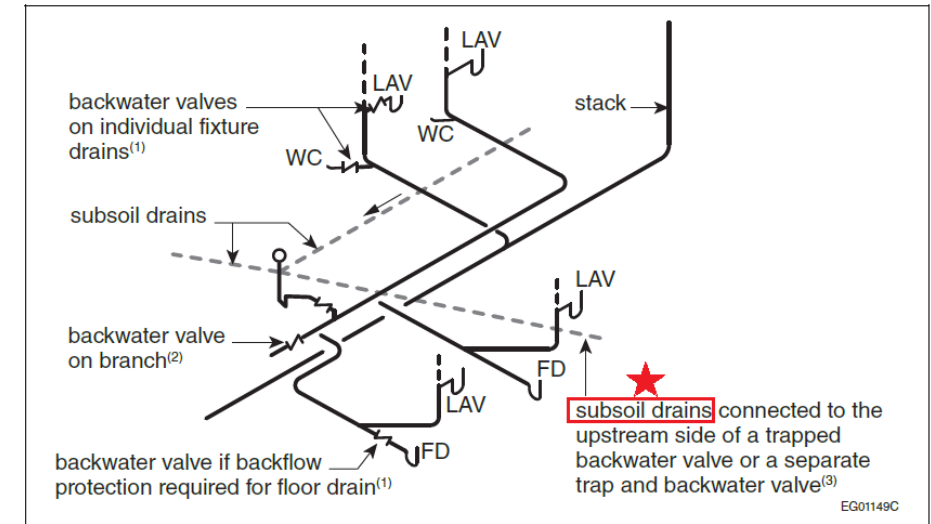 LAV
LAV
backwater valves
on individual fixture
drains(1)
stack
WC
WC
subsoil drains
LAV
backwater valve
on branch(2)
FD
LAV
subsoil drains connected to the
upstream side of a trapped
backwater valve or a separate
trap and backwater valve(3)
FD
backwater valve if backflow
protection required for floor drain(1)
EG01149C